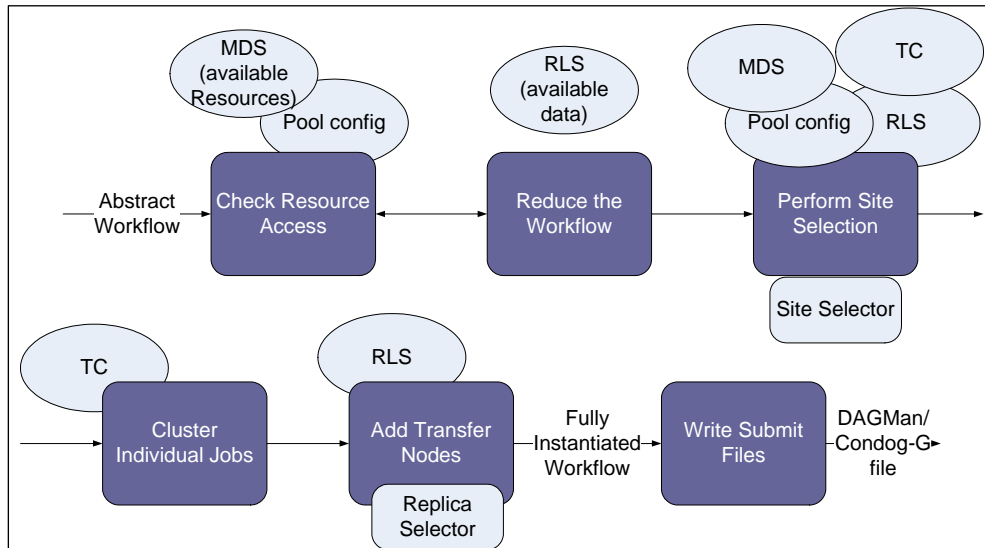 MDS
(available
Resources)
Pool config
RLS
(available
data)
MDS
TC
Pool config
RLS
Abstract
Workflow
Check Resource
Access
Reduce the
Workflow
Perform Site
Selection
Site Selector
TC
RLS
Cluster
Individual Jobs
Add Transfer
Nodes
Replica
Selector
Fully
Instantiated
Workflow
Write Submit
Files
DAGMan/
Condog-G
file